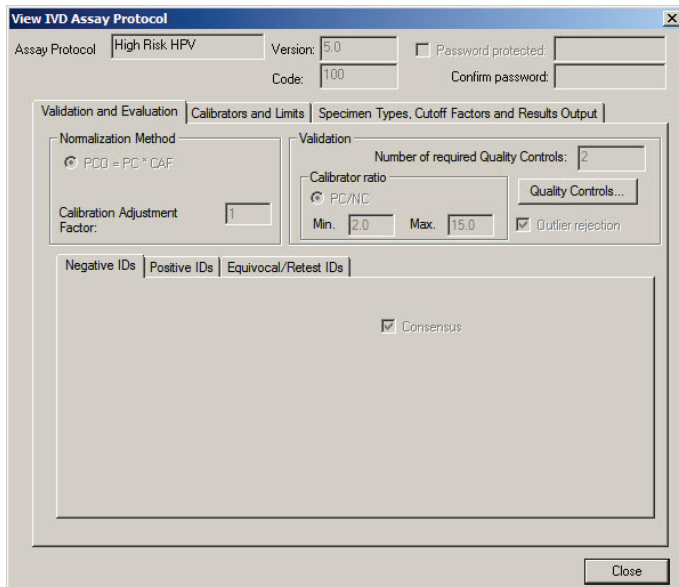 View IVD Assay Protocol
Assay Protocol High Risk HPV Version: 5.0 Password protected:
Code: 100 Confirm password:
Validation and Evaluation Calibrators and Limits Specimen Types, Cutoff Factors and Results Output
Normalization Method
PCO = PC * CAF
Calibration Adjustment
Factor: 1
Validation
Number of required Quality Controls: 2
Calibrator ratio
PC/NC
Min. 2.0 Max. 15.0
Quality Controls...
Outlier rejection
Negative IDs Positive IDs Equivocal/Retest IDs
Consensus
Close